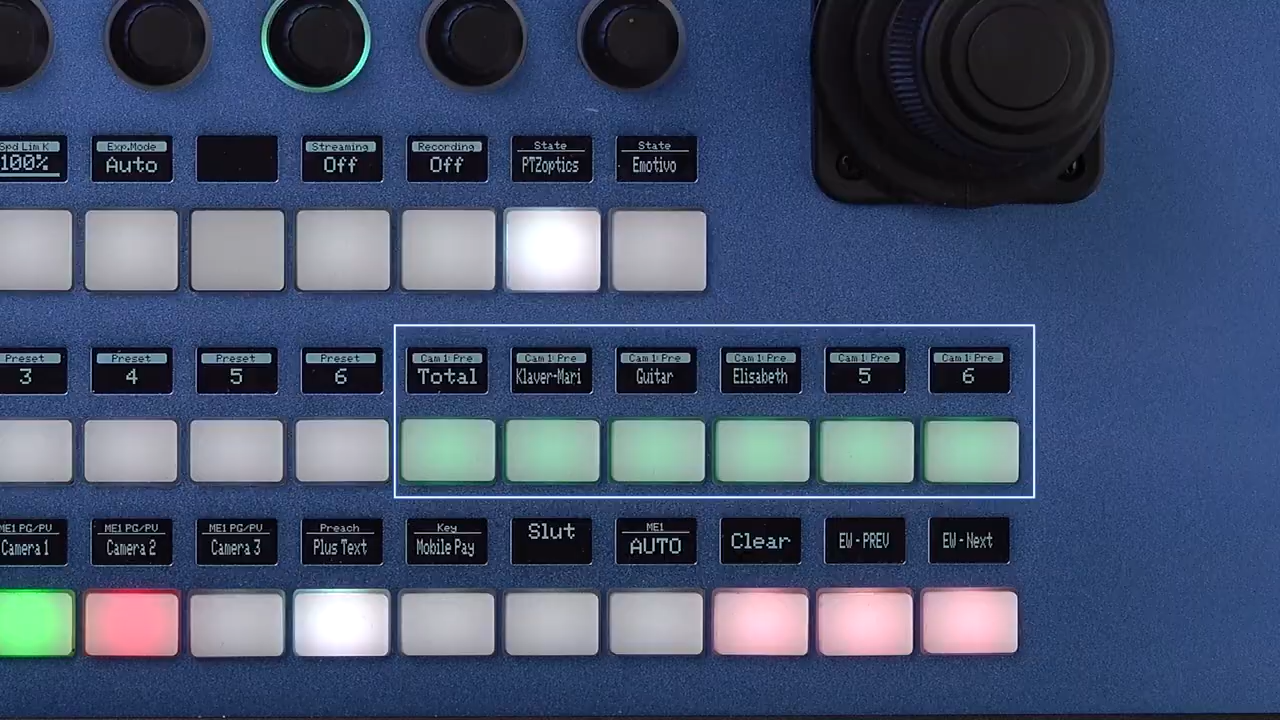 Spd Lim K
100%
Exp.Mode
Auto
Streaming
Off
Recording
Off
State
PTZoptics
State
Emotivo
Preset
3
Preset
4
Preset
5
Preset
6
Cam 1 Pre
Total
Cam 1 Pre
Klaver-Mari
Cam 1 Pre
Guitar
Cam 1 Pre
Elisabeth
Cam 1 Pre
5
Cam 1 Pre
6
ME1 PG/PV
Camera 1
ME1 PG/PV
Camera 2
ME1 PG/PV
Camera 3
Preach
Plus Text
Key
Mobile Pay
Slut
ME1
AUTO
Clear
EW - PREV
EW - Next